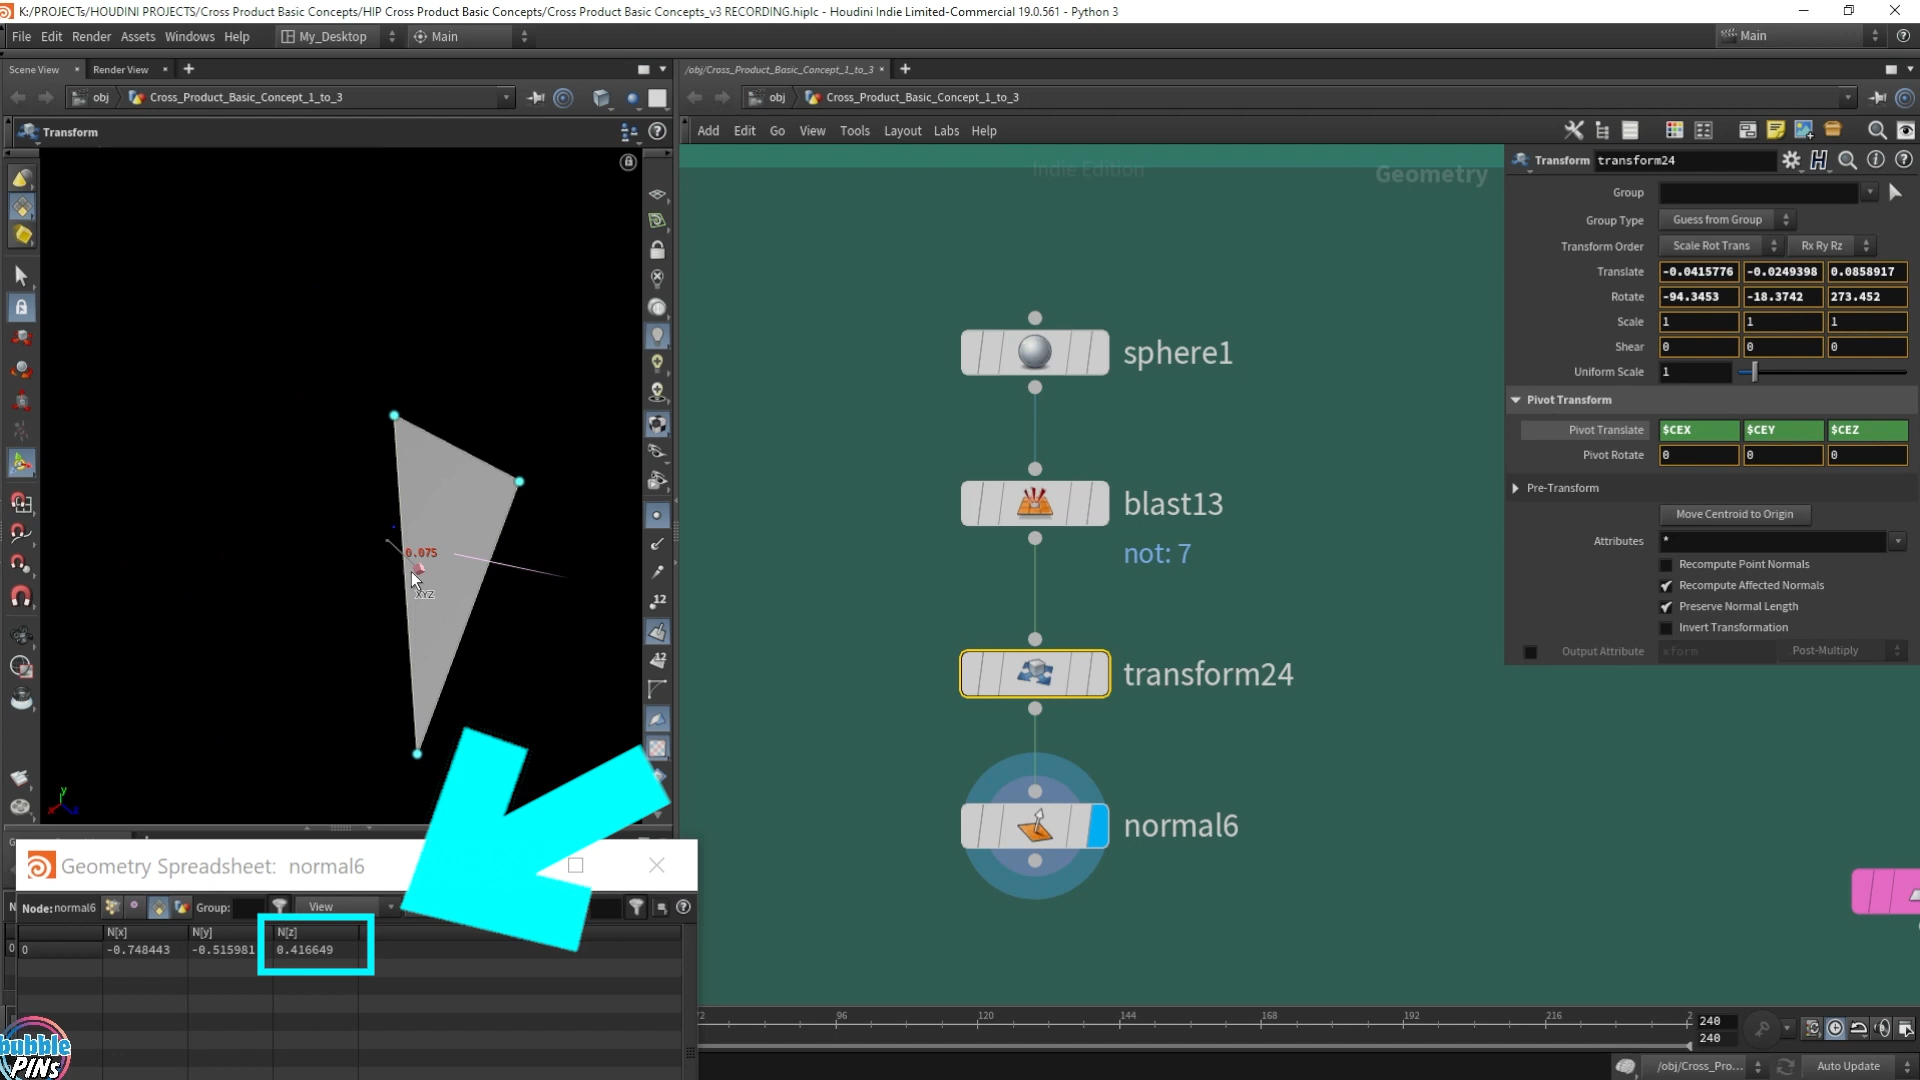 K:/PROJECTs/HOUDINI PROJECTS/Cross Product Basic Concepts/HIP Cross Product Basic Concepts/Cross Product Basic Concepts_v3 RECORDING.hiplc - Houdini Indie Limited-Commercial 19.0.561 - Python 3
File Edit Render Assets Windows Help My_Desktop Main Main
Scene View Render View /obj/Cross_Product_Basic_Concept_1_to_3
obj Cross_Product_Basic_Concept_1_to_3 obj Cross_Product_Basic_Concept_1_to_3
Transform Add Edit Go View Tools Layout Labs Help
Indie Edition Geometry
Transform transform24
Group
Group Type Guess from Group
Transform Order Scale Rot Trans Rx Ry Rz
Translate -0.0415776 -0.0249398 0.0858917
Rotate -94.3453 -18.3742 273.452
Scale 1 1 1
Shear 0 0 0
Uniform Scale 1
Pivot Transform
Pivot Translate $CEX $CEY $CEZ
Pivot Rotate 0 0 0
Pre-Transform
Move Centroid to Origin
Attributes *
Recompute Point Normals
Recompute Affected Normals
Preserve Normal Length
Invert Transformation
Output Attribute xform Post-Multiply
sphere1
blast13
not: 7
transform24
normal6
0.075
XYZ
12
12
y
Geometry Spreadsheet: normal6
Node:normal6 Group: View
N[x] N[y] N[z]
0 0 -0.748443 -0.515981 0.416649
bubble
PINs
96 120 144 168 192 216 240
240
/obj/Cross_Pro... Auto Update